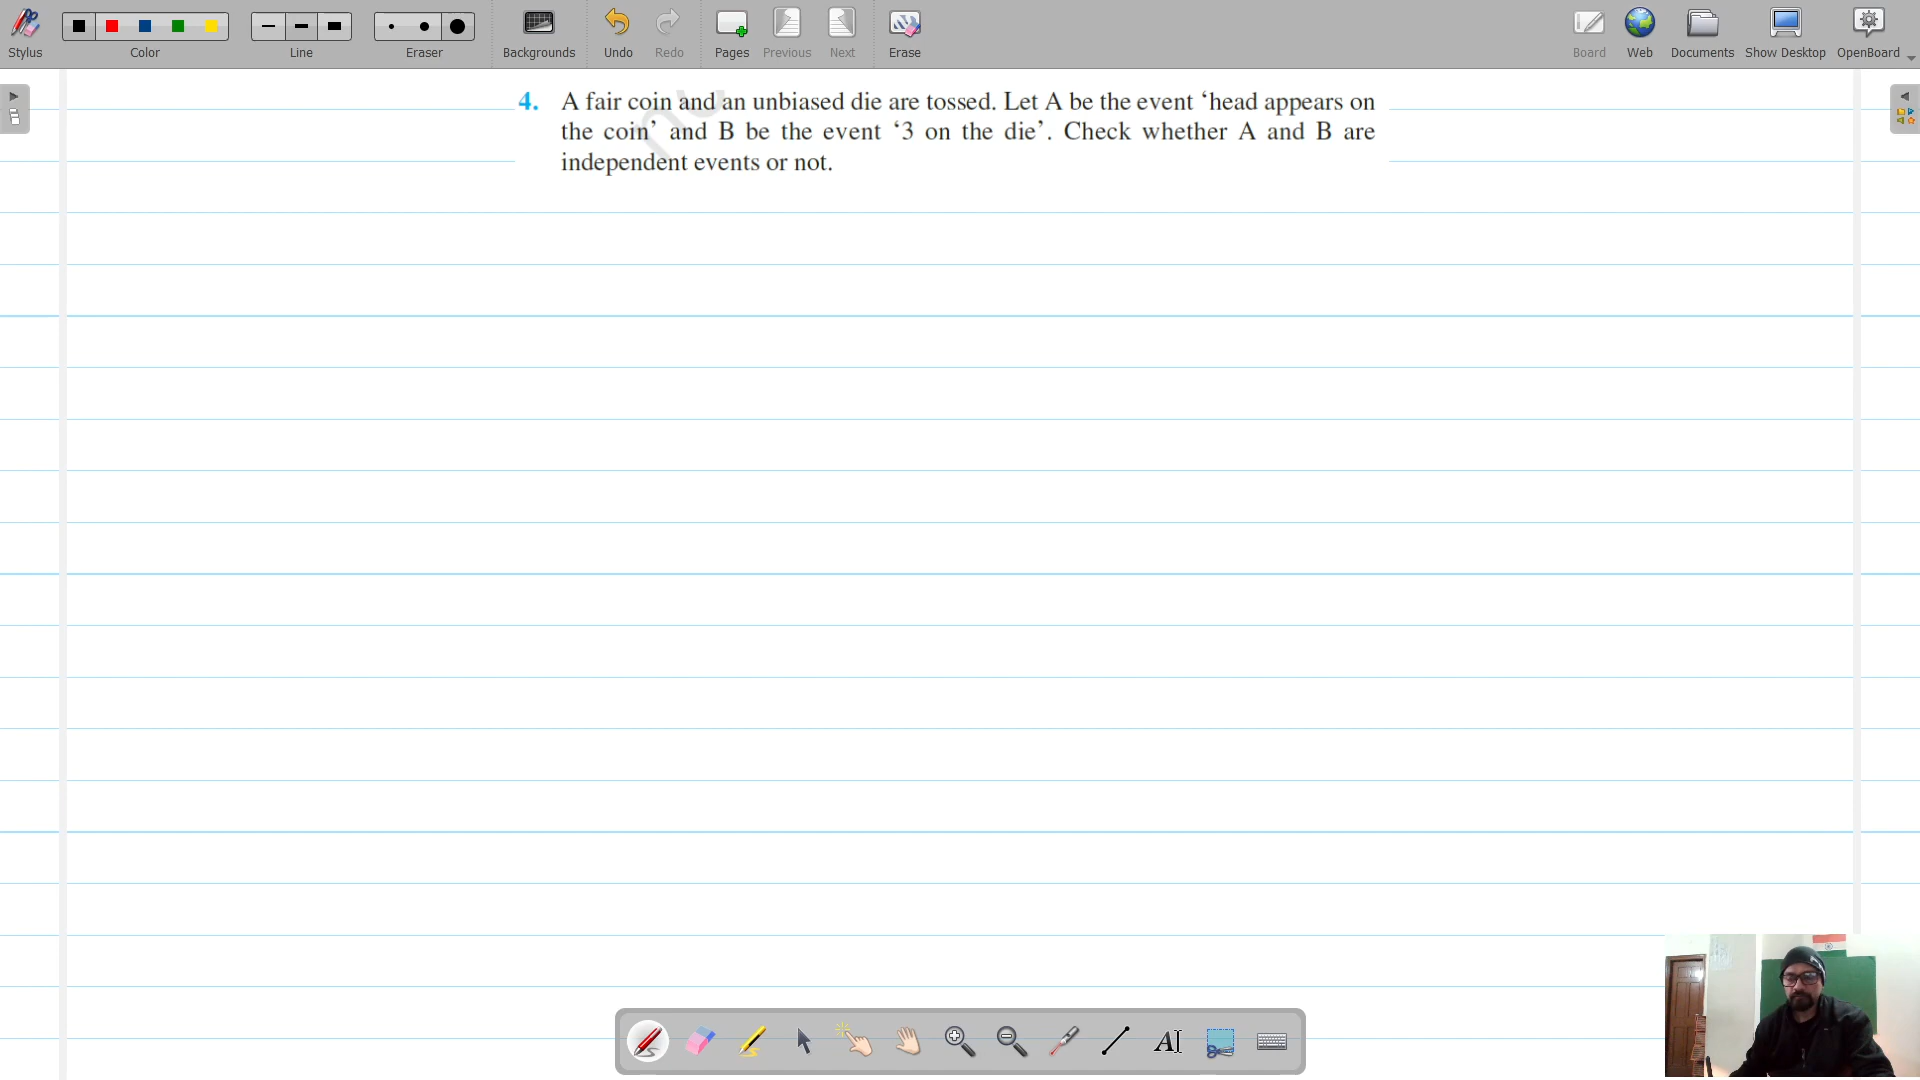 Stylus
Color
Line
Eraser
Backgrounds
Undo
Redo
Pages
Previous
Next
Erase
Board
Web
Documents
Show Desktop
OpenBoard
4. A fair coin and an unbiased die are tossed. Let A be the event ‘head appears on
the coin’ and B be the event ‘3 on the die’. Check whether A and B are
independent events or not.